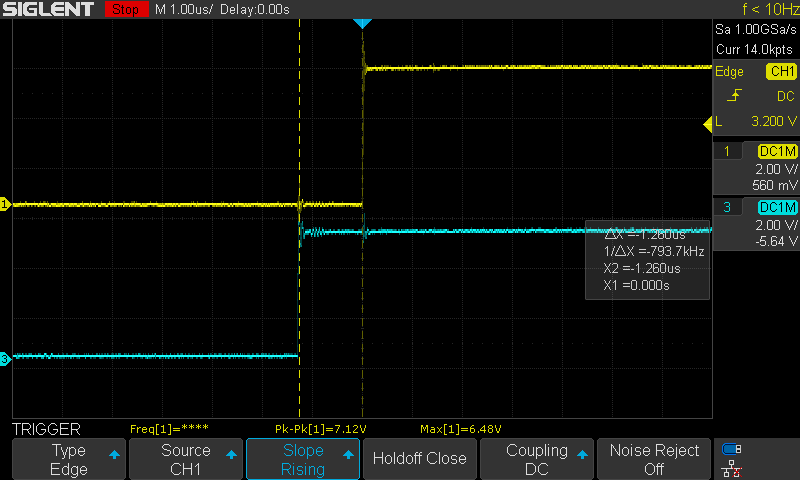 SIGLENT Stop M 1.00us/ Delay:0.00s f < 10Hz
Sa 1.00GSa/s
Curr 14.0kpts
Edge CH1
DC
L 3.200 V
1 DC1M
2.00 V/
560 mV
3 DC1M
2.00 V/
-5.64 V
1
3
ΔX =-1.260us
1/ΔX =-793.7kHz
X2 =-1.260us
X1 =0.000s
TRIGGER Freq[1]=**** Pk-Pk[1]=7.12V Max[1]=6.48V
Type
Edge
Source
CH1
Slope
Rising
Holdoff Close
Coupling
DC
Noise Reject
Off